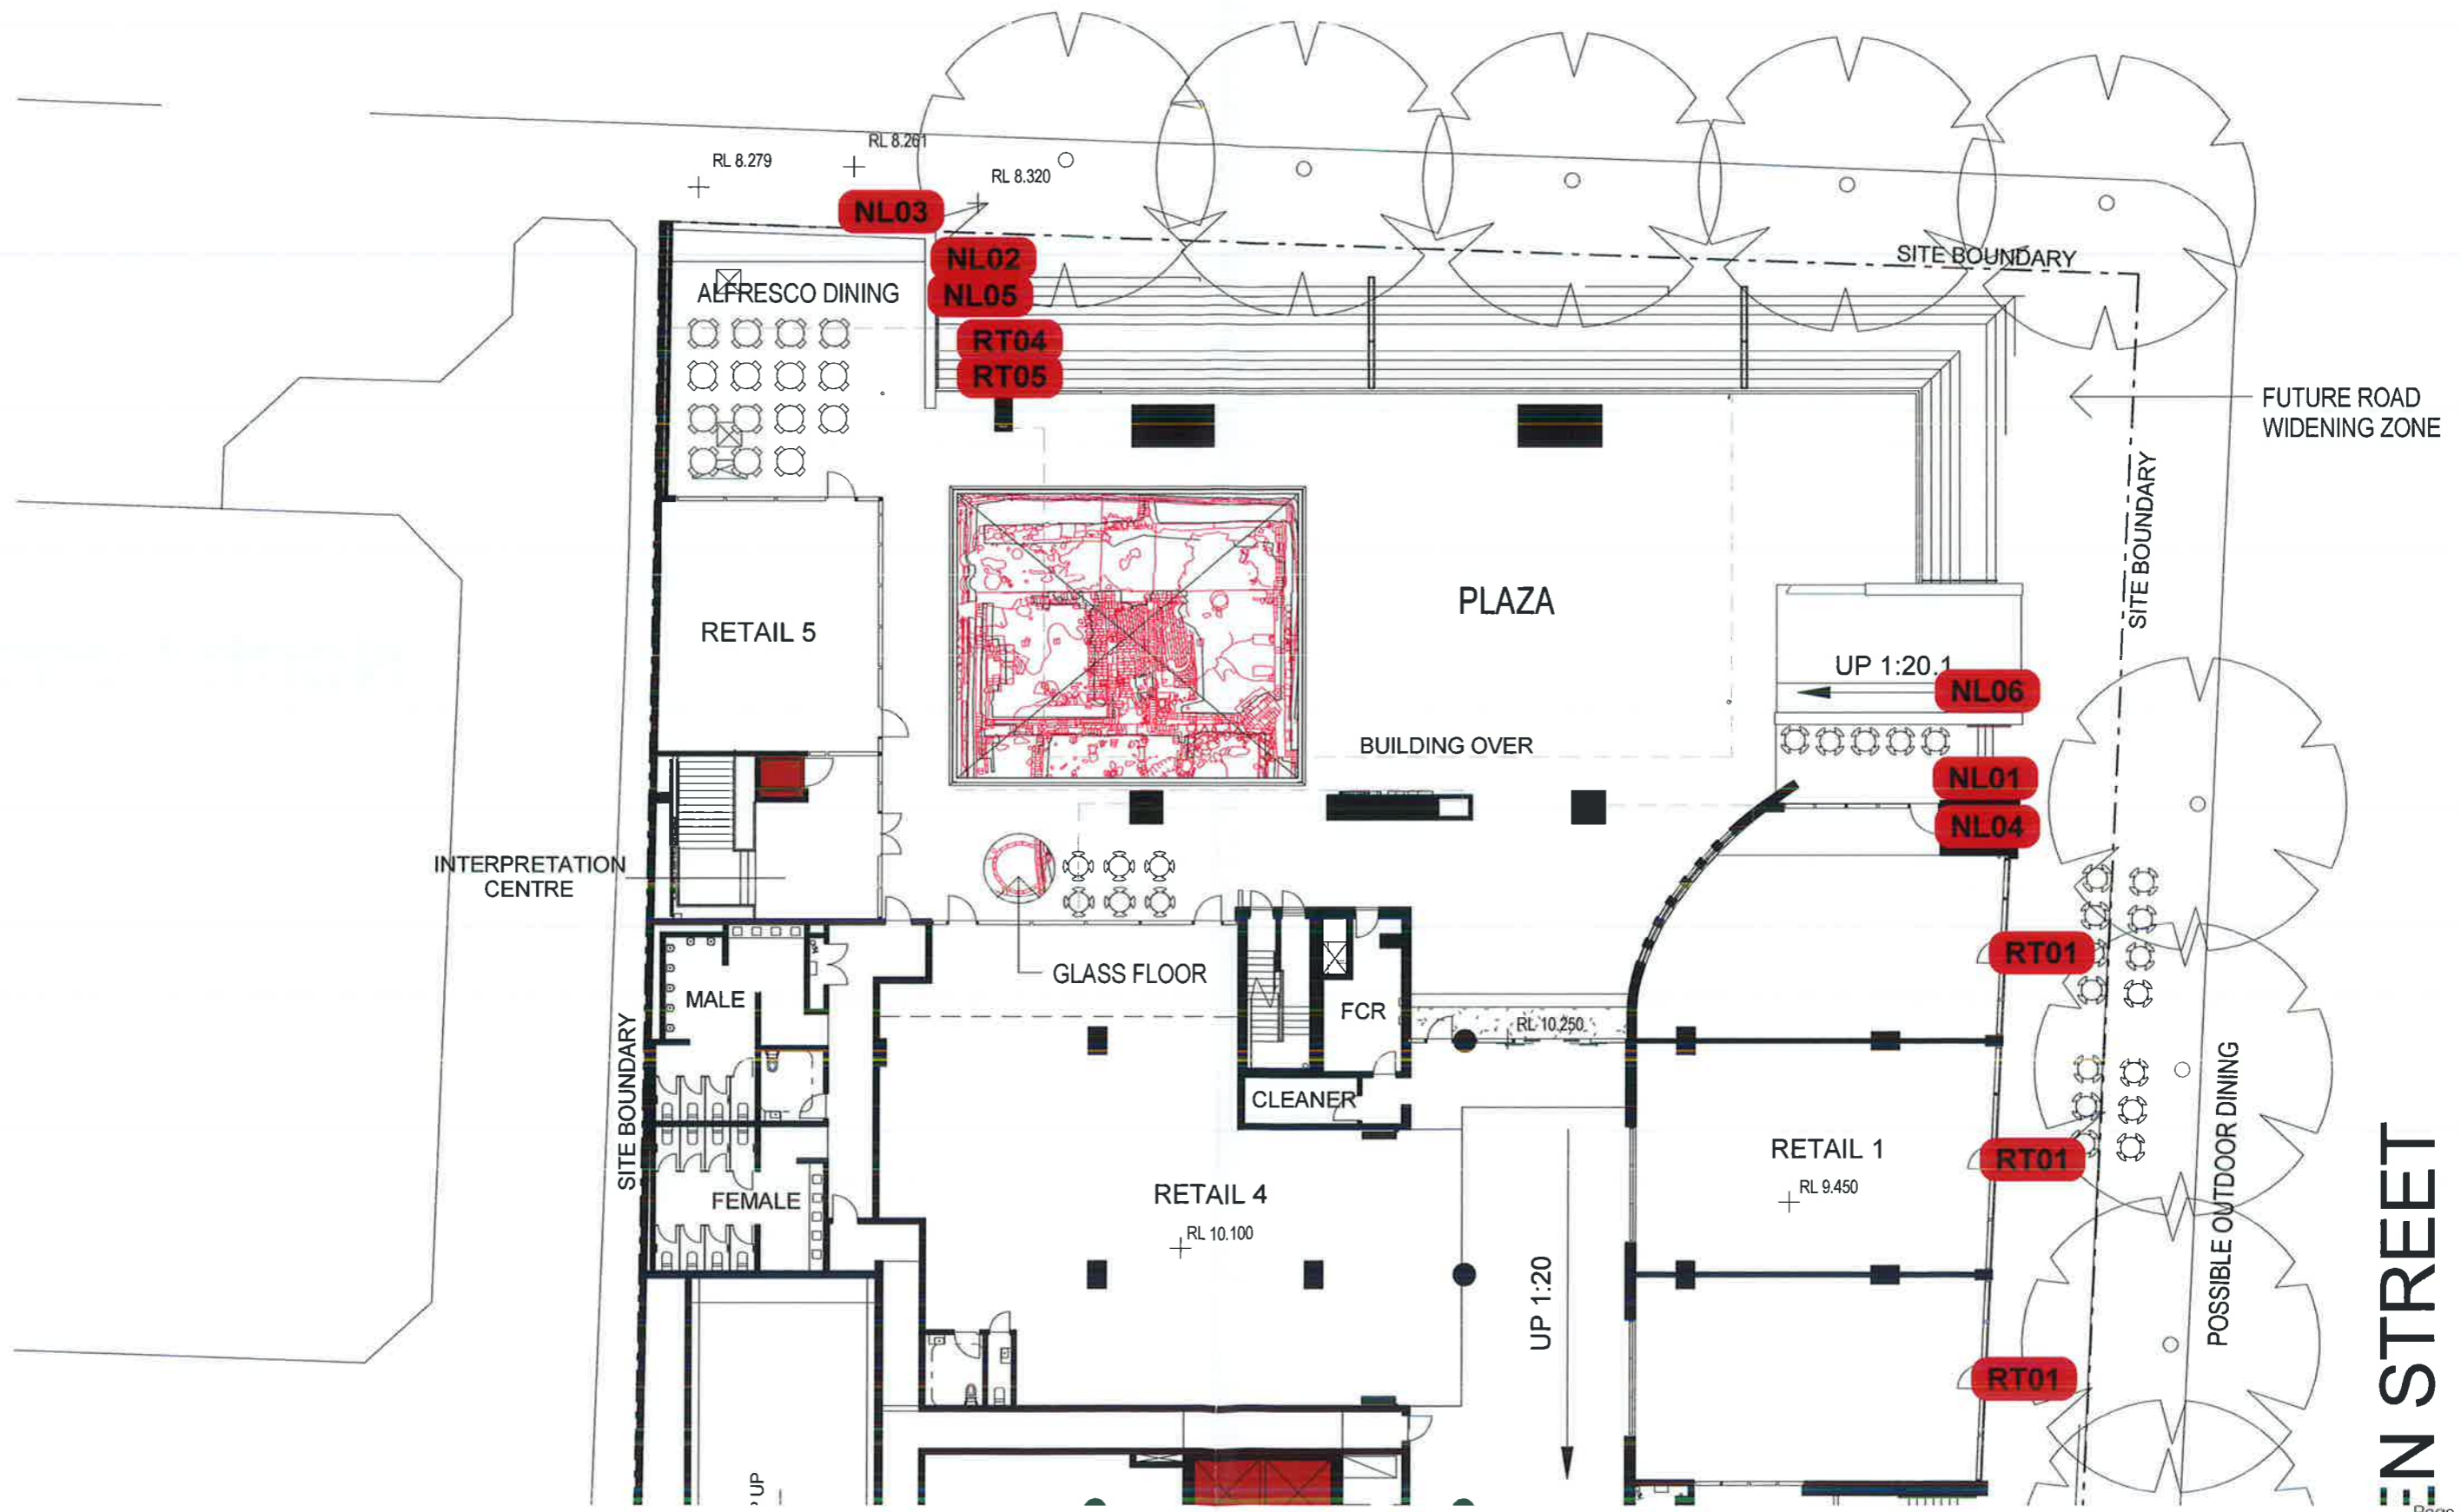 RL 8.261
RL 8.279
RL 8.320
NL03
NL02
SITE BOUNDARY
ALFRESCO DINING
NL05
RT04
RT05
FUTURE ROAD
WIDENING ZONE
SITE BOUNDARY
PLAZA
RETAIL 5
UP 1:20.1
NL06
BUILDING OVER
NL01
NL04
INTERPRETATION
CENTRE
GLASS FLOOR
RT01
MALE
FCR
RL 10.250
SITE BOUNDARY
CLEANER
POSSIBLE OUTDOOR DINING
RETAIL 1
RT01
RL 9.450
FEMALE
RETAIL 4
RL 10.100
UP 1:20
RT01
EN STREET
UP